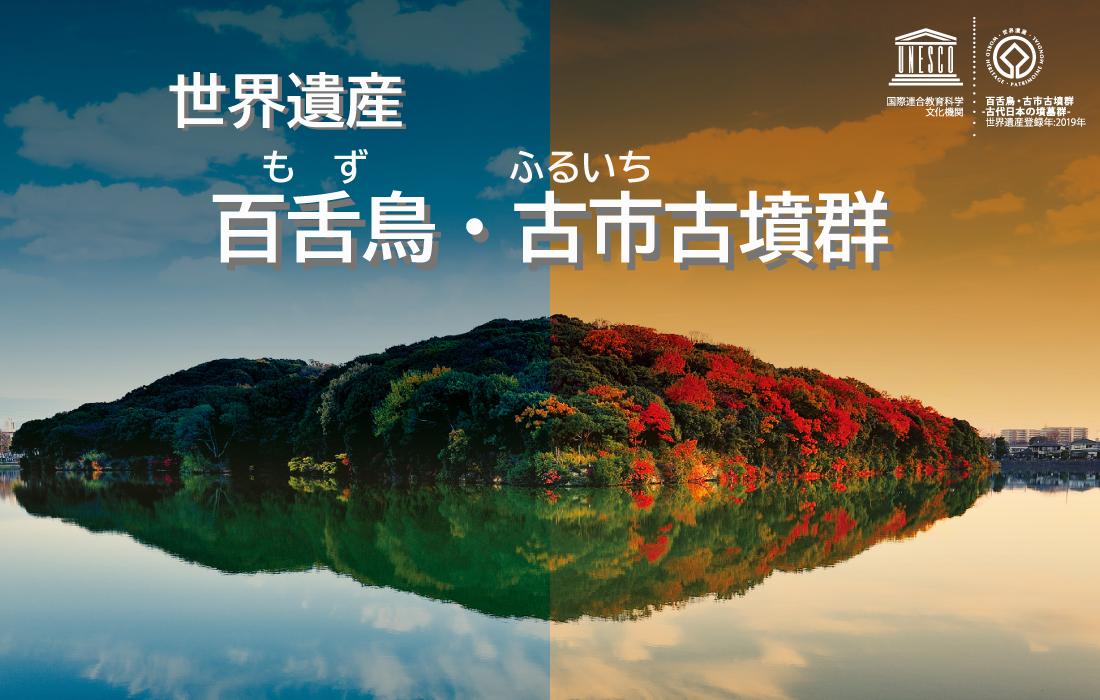 世界遺産
もず ふるいち
百舌鳥・古市古墳群
UNESCO
国際連合教育科学
文化機関
WORLD HERITAGE • PATRIMOINE MONDIAL • 世界遺産 •
百舌鳥・古市古墳群
-古代日本の墳墓群-
世界遺産登録年:2019年